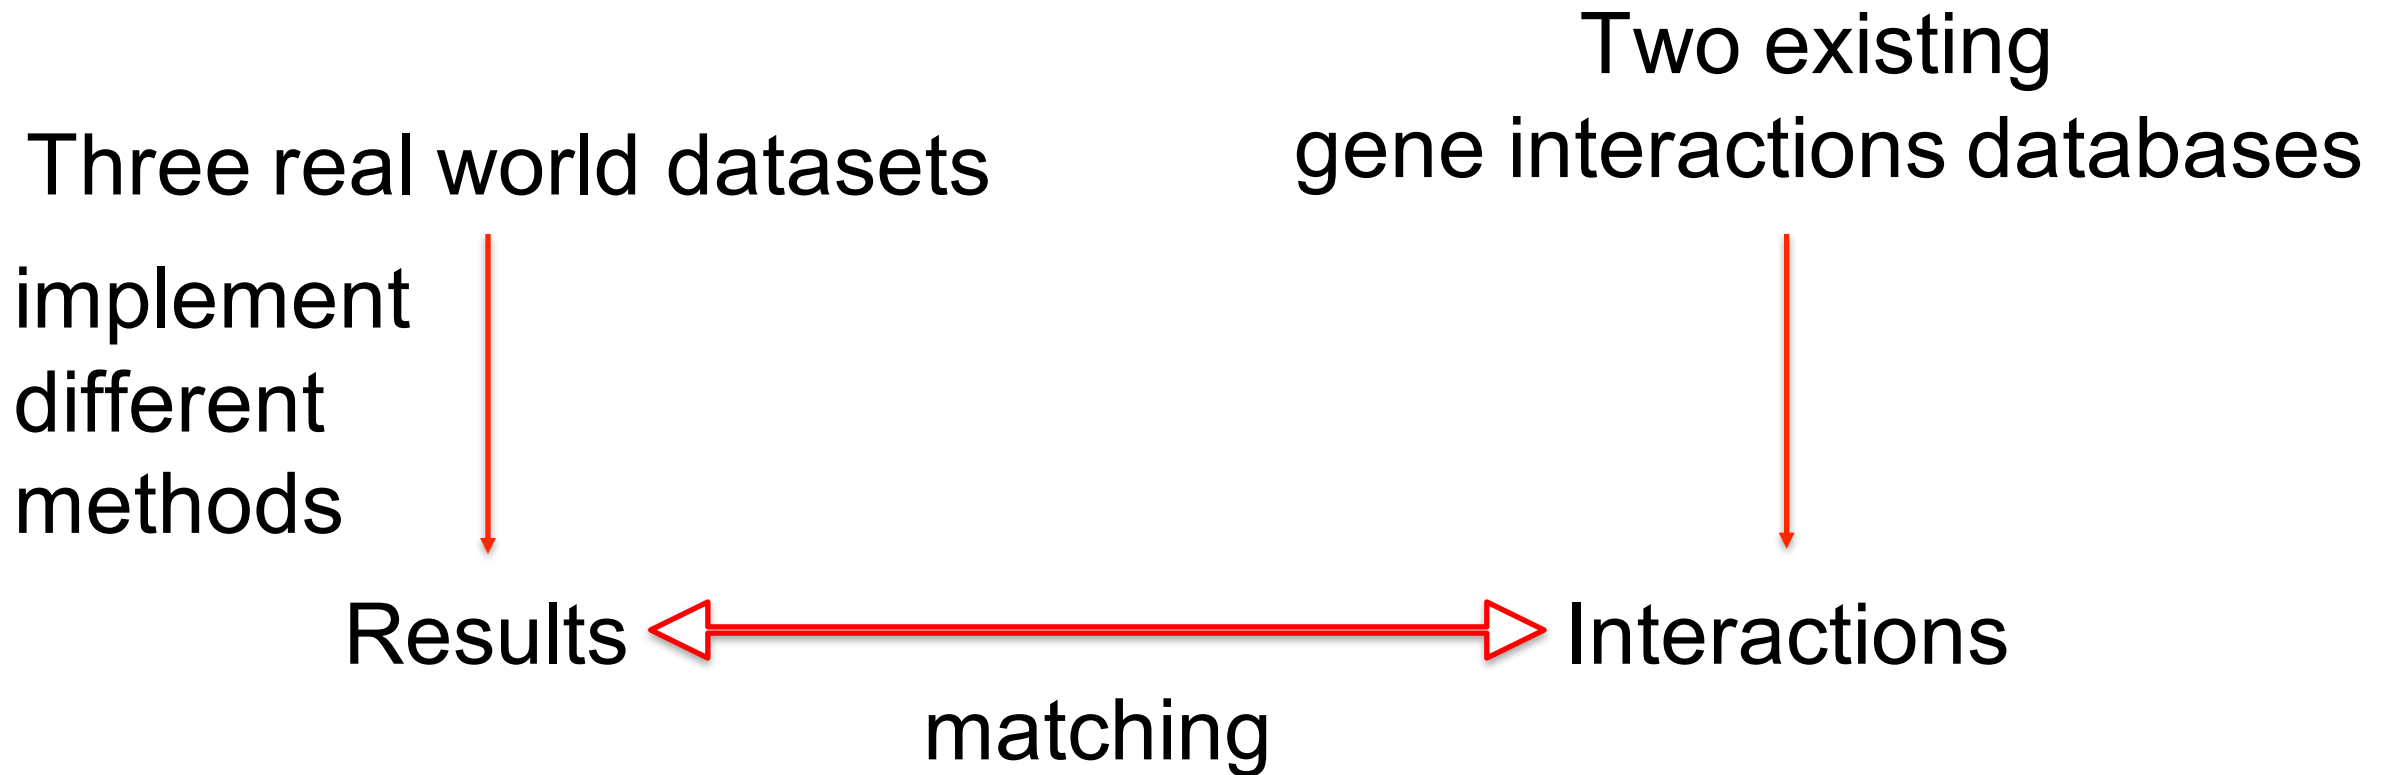 Two existing
gene interactions databases
Three real world datasets
implement
different
methods
Results
Interactions
matching